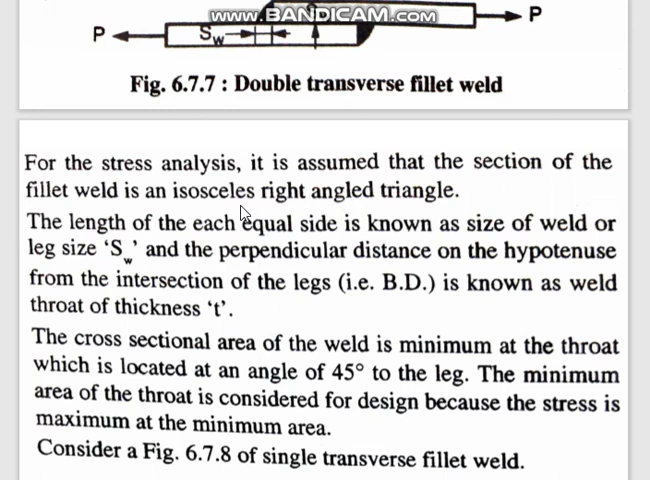 www.BANDICAM.com
P
P
Sw
Fig. 6.7.7 : Double transverse fillet weld
For the stress analysis, it is assumed that the section of the
fillet weld is an isosceles right angled triangle.
The length of the each equal side is known as size of weld or
leg size ‘Sw’ and the perpendicular distance on the hypotenuse
from the intersection of the legs (i.e. B.D.) is known as weld
throat of thickness ‘t’.
The cross sectional area of the weld is minimum at the throat
which is located at an angle of 45° to the leg. The minimum
area of the throat is considered for design because the stress is
maximum at the minimum area.
Consider a Fig. 6.7.8 of single transverse fillet weld.